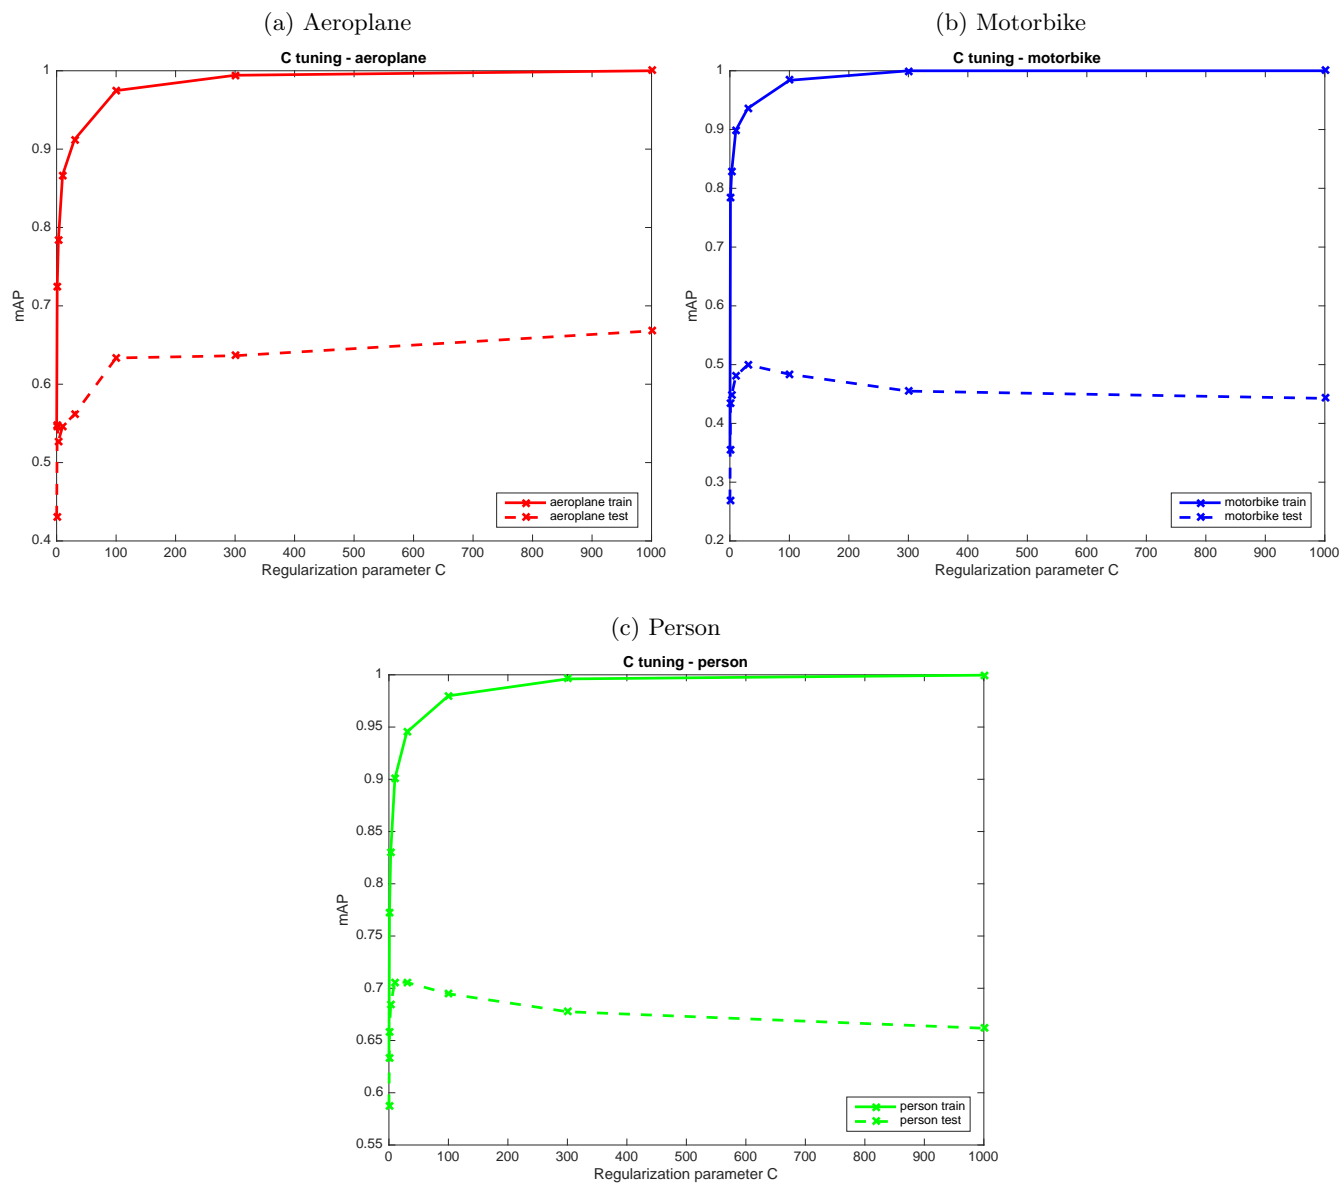 (a) Aeroplane
C tuning - aeroplane
mAP
1
0.9
0.8
0.7
0.6
0.5
0.4
0 100 200 300 400 500 600 700 800 900 1000
Regularization parameter C
aeroplane train
aeroplane test
(b) Motorbike
C tuning - motorbike
mAP
1
0.9
0.8
0.7
0.6
0.5
0.4
0.3
0.2
0 100 200 300 400 500 600 700 800 900 1000
Regularization parameter C
motorbike train
motorbike test
(c) Person
C tuning - person
mAP
1
0.95
0.9
0.85
0.8
0.75
0.7
0.65
0.6
0.55
0 100 200 300 400 500 600 700 800 900 1000
Regularization parameter C
person train
person test